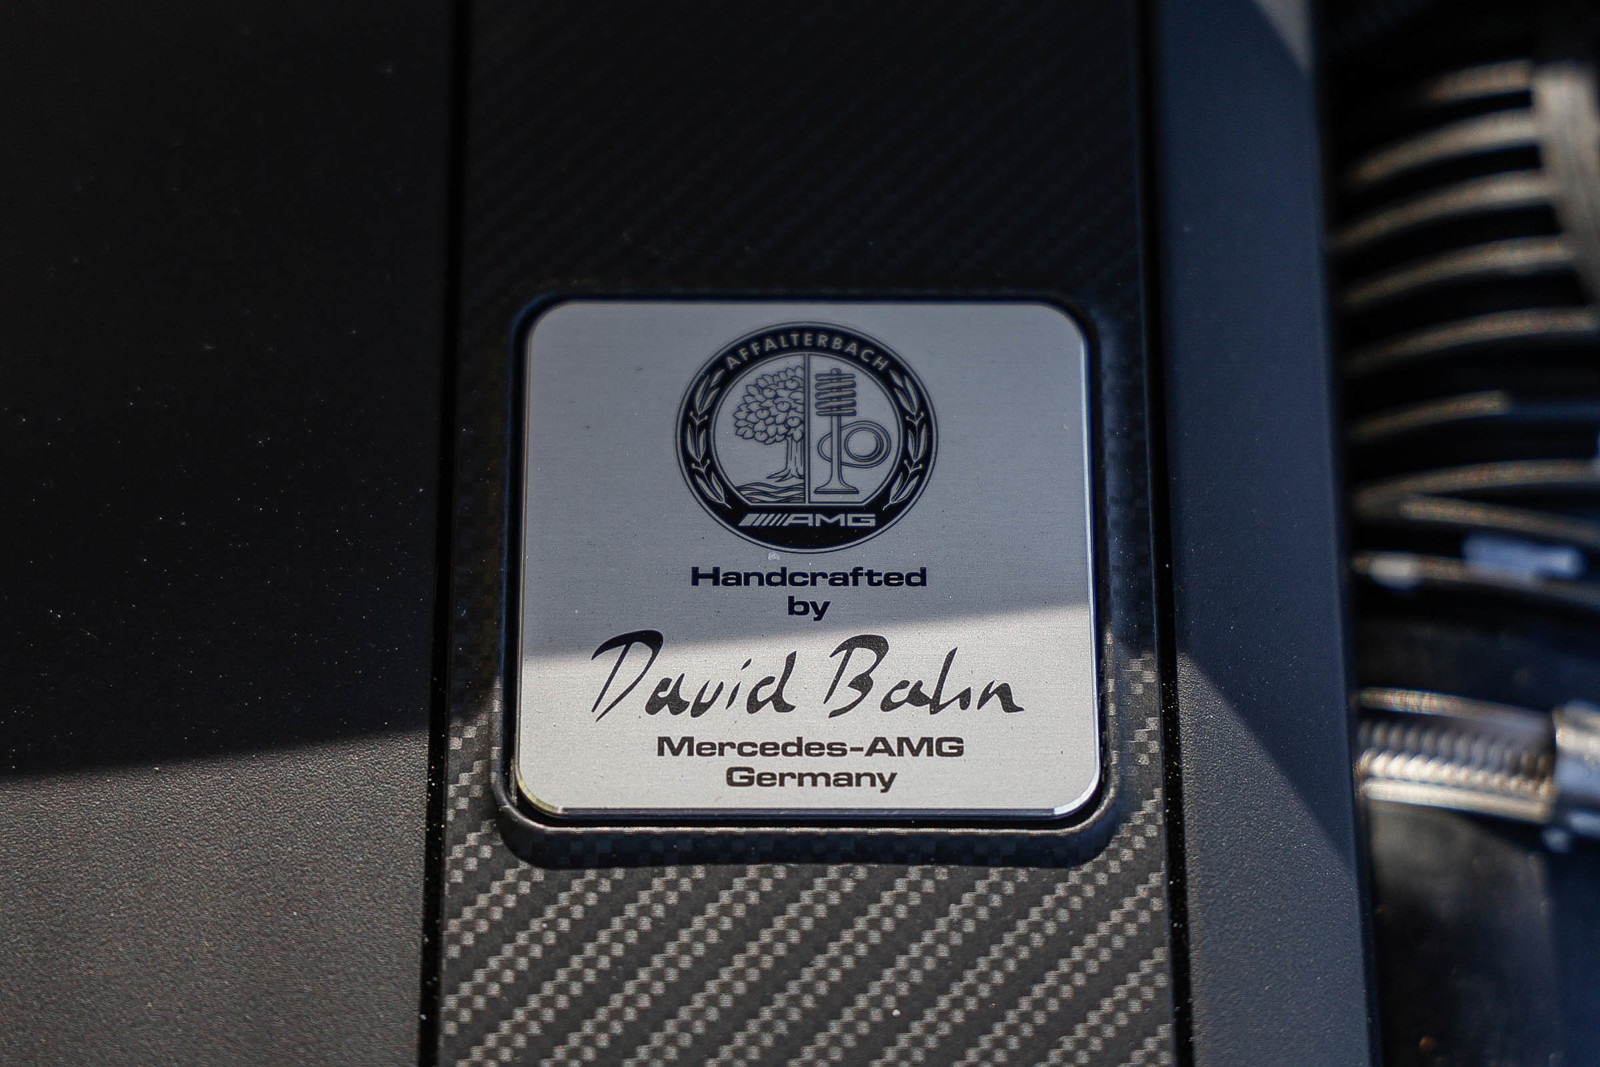 AFFALTERBACH
AMG
Handcrafted
by
David Bahn
Mercedes-AMG
Germany